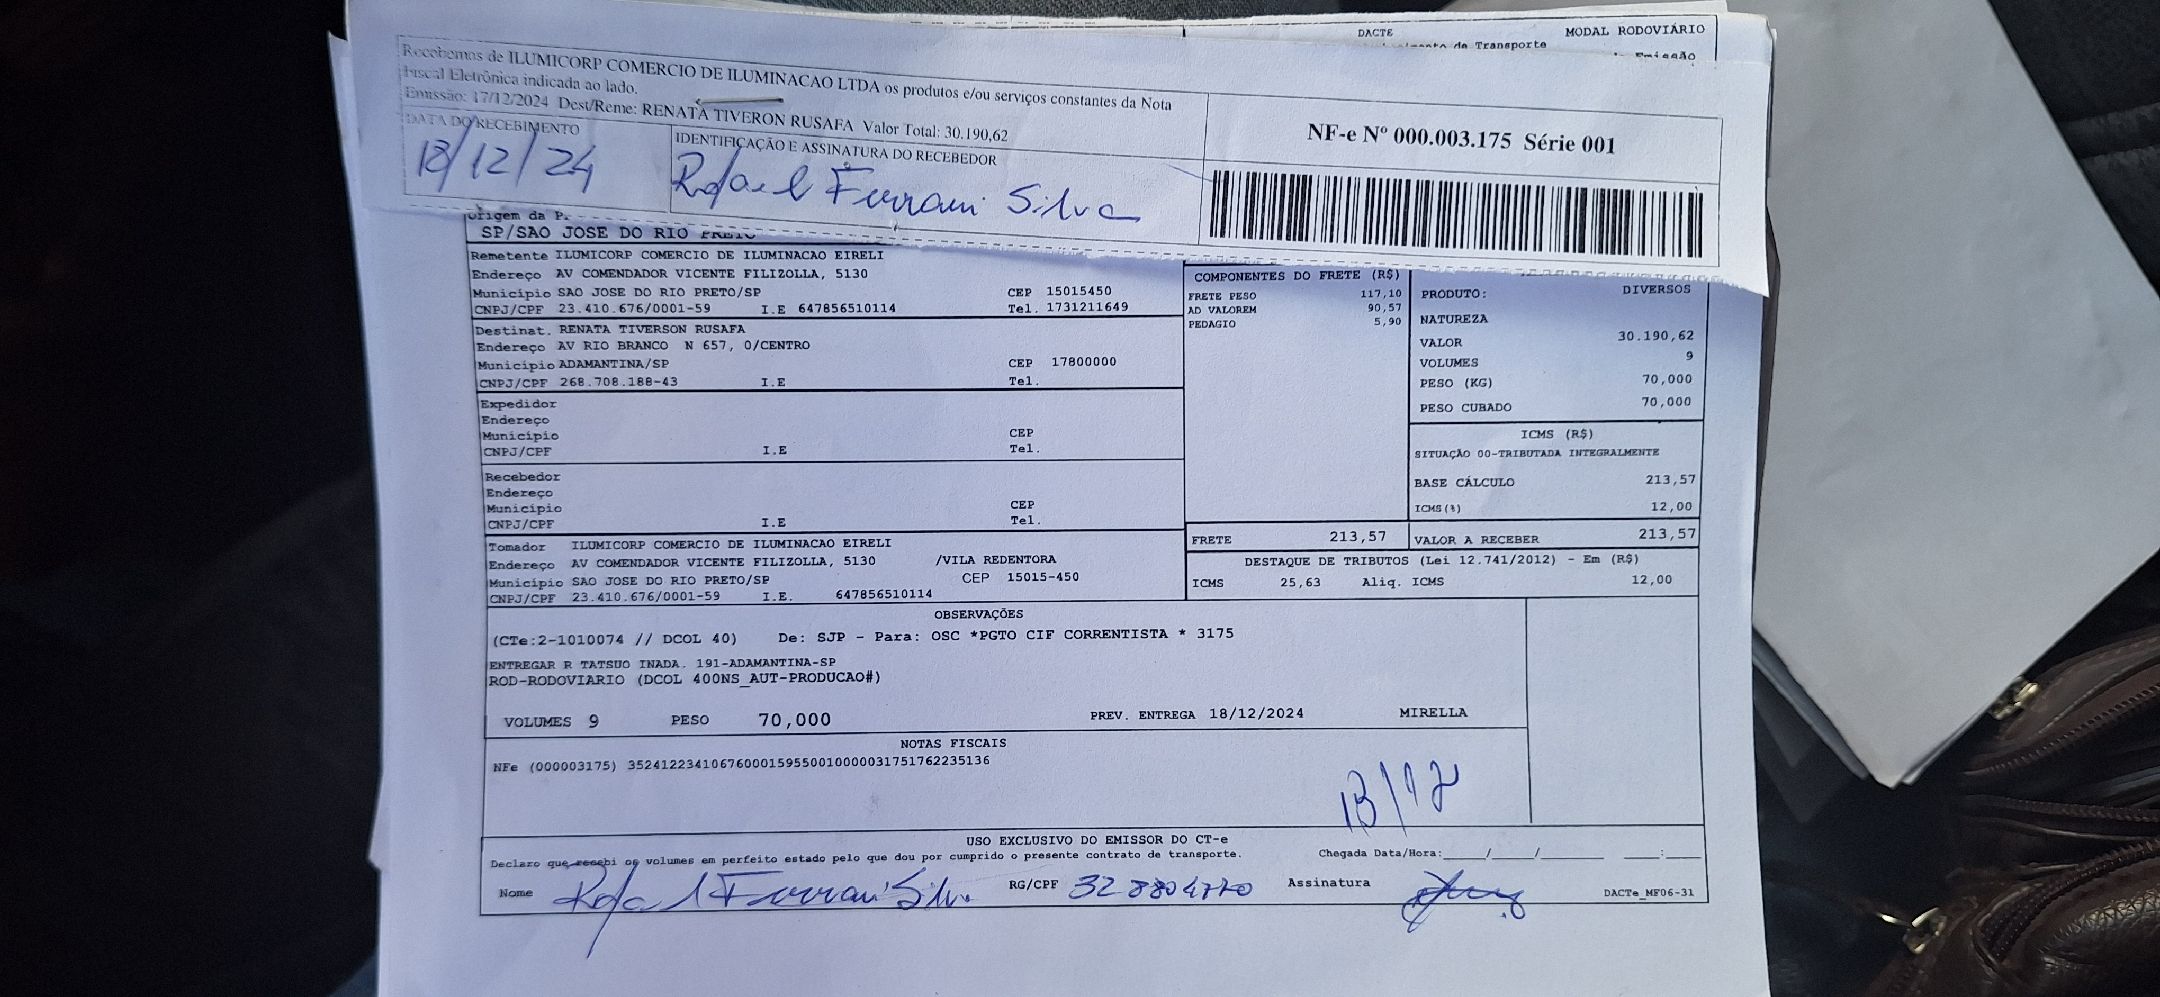 DACTE
MODAL RODOVIÁRIO
de Transporte
Recebemos de ILUMICORP COMERCIO DE ILUMINACAO LTDA os produtos e/ou serviços constantes da Nota
Fiscal Eletrônica indicada ao lado.
Emissão: 17/12/2024 Dest/Reme: RENATA TIVERON RUSAFA Valor Total: 30.190,62
DATA DO RECEBIMENTO
18/12/24
IDENTIFICAÇÃO E ASSINATURA DO RECEBEDOR
Rafael Ferrari Silva
NF-e Nº 000.003.175 Série 001
Origem da P
SP/SAO JOSE DO RIO PRETO
Remetente ILUMICORP COMERCIO DE ILUMINACAO EIRELI
Endereço AV COMENDADOR VICENTE FILIZOLLA, 5130
Município SAO JOSE DO RIO PRETO/SP CEP 15015450
CNPJ/CPF 23.410.676/0001-59 I.E 647856510114 Tel. 1731211649
Destinat. RENATA TIVERSON RUSAFA
Endereço AV RIO BRANCO N 657, 0/CENTRO
Município ADAMANTINA/SP CEP 17800000
CNPJ/CPF 268.708.188-43 I.E Tel.
Expedidor
Endereço
Município CEP
CNPJ/CPF I.E Tel.
Recebedor
Endereço
Município CEP
CNPJ/CPF I.E Tel.
Tomador ILUMICORP COMERCIO DE ILUMINACAO EIRELI
Endereço AV COMENDADOR VICENTE FILIZOLLA, 5130 /VILA REDENTORA
Município SAO JOSE DO RIO PRETO/SP CEP 15015-450
CNPJ/CPF 23.410.676/0001-59 I.E. 647856510114
COMPONENTES DO FRETE (R$)
FRETE PESO 117,10
AD VALOREM 90,57
PEDAGIO 5,90
PRODUTO: DIVERSOS
NATUREZA
VALOR 30.190,62
VOLUMES 9
PESO (KG) 70,000
PESO CUBADO 70,000
ICMS (R$)
SITUAÇÃO 00-TRIBUTADA INTEGRALMENTE
BASE CÁLCULO 213,57
ICMS(%) 12,00
FRETE 213,57 VALOR A RECEBER 213,57
DESTAQUE DE TRIBUTOS (Lei 12.741/2012) - Em (R$)
ICMS 25,63 Aliq. ICMS 12,00
OBSERVAÇÕES
(CTe:2-1010074 // DCOL 40) De: SJP - Para: OSC *PGTO CIF CORRENTISTA * 3175
ENTREGAR R TATSUO INADA. 191-ADAMANTINA-SP
ROD-RODOVIARIO (DCOL 400NS_AUT-PRODUCAO#)
VOLUMES 9 PESO 70,000 PREV. ENTREGA 18/12/2024 MIRELLA
NOTAS FISCAIS
NFe (000003175) 35241223410676000159550010000031751762235136
18/12
USO EXCLUSIVO DO EMISSOR DO CT-e
Declaro que recebi os volumes em perfeito estado pelo que dou por cumprido o presente contrato de transporte. Chegada Data/Hora:_____/_____/________ ____:____
Nome Rafael Ferrari Silva RG/CPF Assinatura DACTe_MF06-31